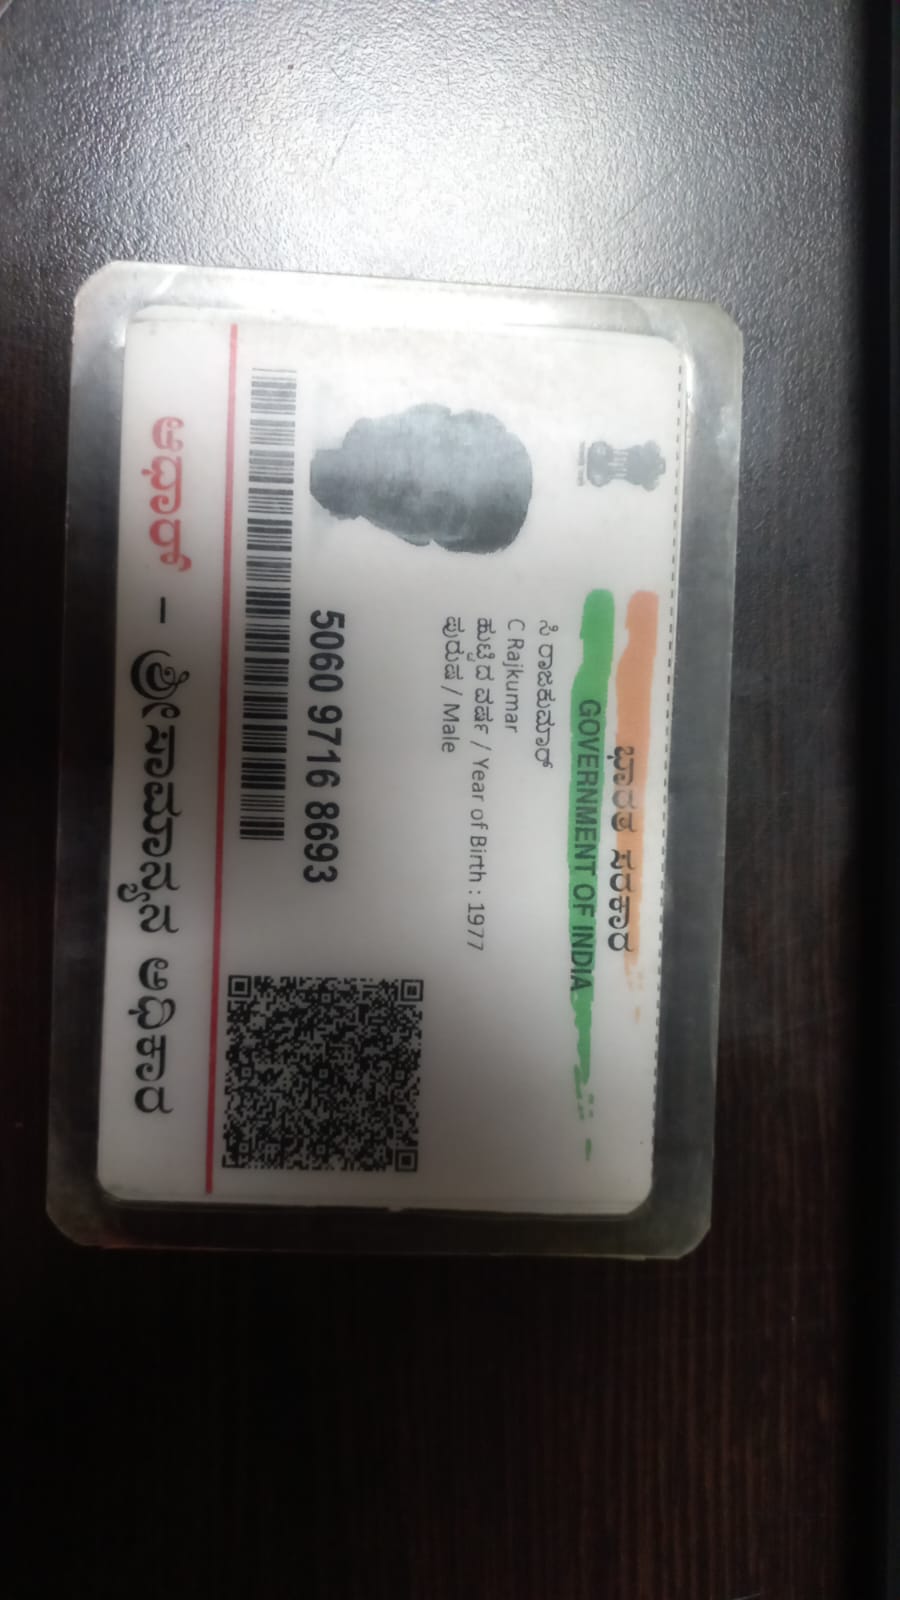 ಭಾರತ ಸರಕಾರ
GOVERNMENT OF INDIA
ಸಿ ರಾಜಕುಮಾರ್
C Rajkumar
ಹುಟ್ಟಿದ ವರ್ಷ / Year of Birth : 1977
ಪುರುಷ / Male
5060 9716 8693
ಆಧಾರ್ – ಶ್ರೀಸಾಮಾನ್ಯನ ಅಧಿಕಾರ